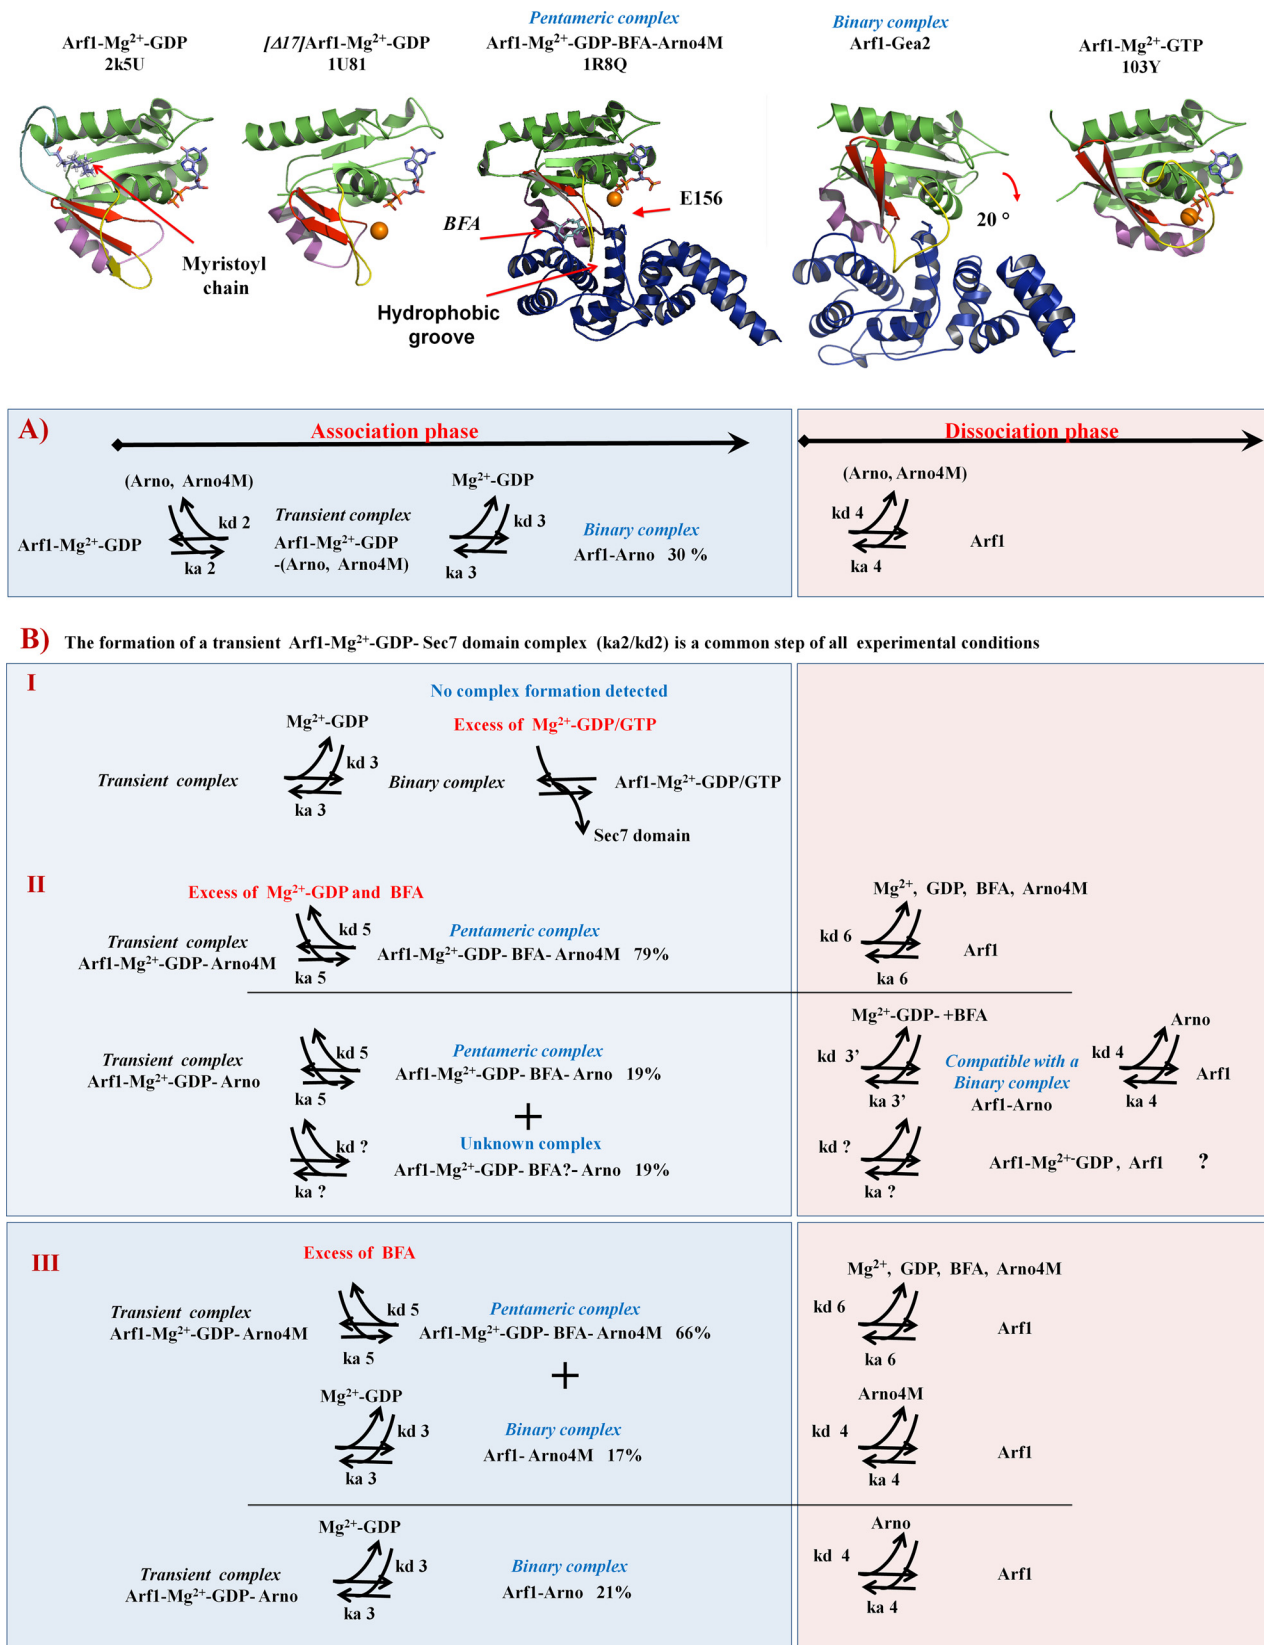 Pentameric complex
Binary complex
Arf1-Mg²⁺-GDP
2k5U
[Δ17]Arf1-Mg²⁺-GDP
1U81
Arf1-Mg²⁺-GDP-BFA-Arno4M
1R8Q
Arf1-Gea2
Arf1-Mg²⁺-GTP
103Y
Myristoyl
chain
BFA
E156
Hydrophobic
groove
20 °
A)
Association phase
Dissociation phase
(Arno, Arno4M)
Arf1-Mg²⁺-GDP
kd 2
ka 2
Transient complex
Arf1-Mg²⁺-GDP
-(Arno, Arno4M)
Mg²⁺-GDP
kd 3
ka 3
Binary complex
Arf1-Arno 30 %
(Arno, Arno4M)
kd 4
ka 4
Arf1
B) The formation of a transient Arf1-Mg²⁺-GDP- Sec7 domain complex (ka2/kd2) is a common step of all experimental conditions
I
No complex formation detected
Mg²⁺-GDP
Excess of Mg²⁺-GDP/GTP
Transient complex
kd 3
ka 3
Binary complex
Arf1-Mg²⁺-GDP/GTP
Sec7 domain
II
Excess of Mg²⁺-GDP and BFA
Transient complex
Arf1-Mg²⁺-GDP- Arno4M
kd 5
ka 5
Pentameric complex
Arf1-Mg²⁺-GDP- BFA- Arno4M 79%
Mg²⁺, GDP, BFA, Arno4M
kd 6
ka 6
Arf1
Transient complex
Arf1-Mg²⁺-GDP- Arno
kd 5
ka 5
Pentameric complex
Arf1-Mg²⁺-GDP- BFA- Arno 19%
+
kd ?
ka ?
Unknown complex
Arf1-Mg²⁺-GDP- BFA?- Arno 19%
Mg²⁺-GDP- +BFA
kd 3’
ka 3’
Compatible with a
Binary complex
Arf1-Arno
Arno
kd 4
ka 4
Arf1
kd ?
ka ?
Arf1-Mg²⁺-GDP , Arf1 ?
III
Excess of BFA
Transient complex
Arf1-Mg²⁺-GDP- Arno4M
kd 5
ka 5
Pentameric complex
Arf1-Mg²⁺-GDP- BFA- Arno4M 66%
+
Mg²⁺, GDP, BFA, Arno4M
kd 6
ka 6
Arf1
Mg²⁺-GDP
kd 3
ka 3
Binary complex
Arf1- Arno4M 17%
Arno4M
kd 4
ka 4
Arf1
Mg²⁺-GDP
Transient complex
Arf1-Mg²⁺-GDP- Arno
kd 3
ka 3
Binary complex
Arf1-Arno 21%
Arno
kd 4
ka 4
Arf1